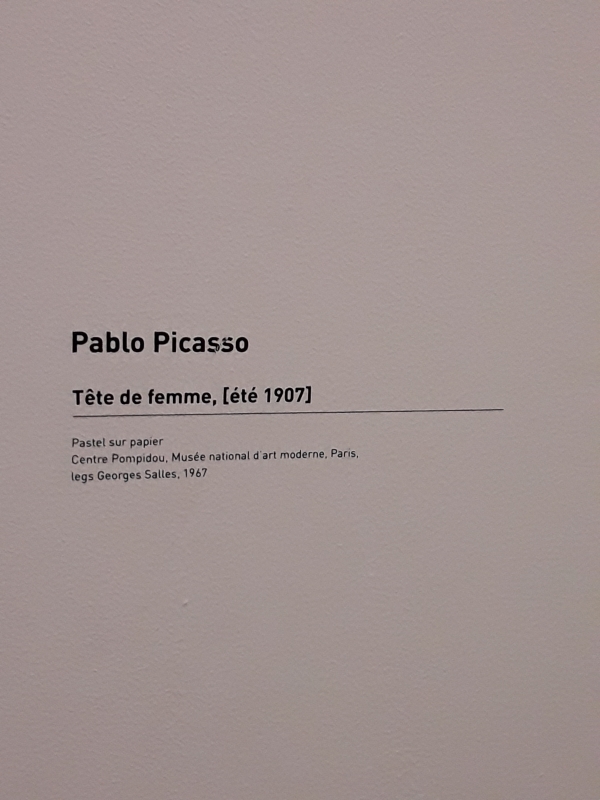 Pablo Picasso
Tête de femme, [été 1907]
Pastel sur papier
Centre Pompidou, Musée national d'art moderne, Paris,
legs Georges Salles, 1967